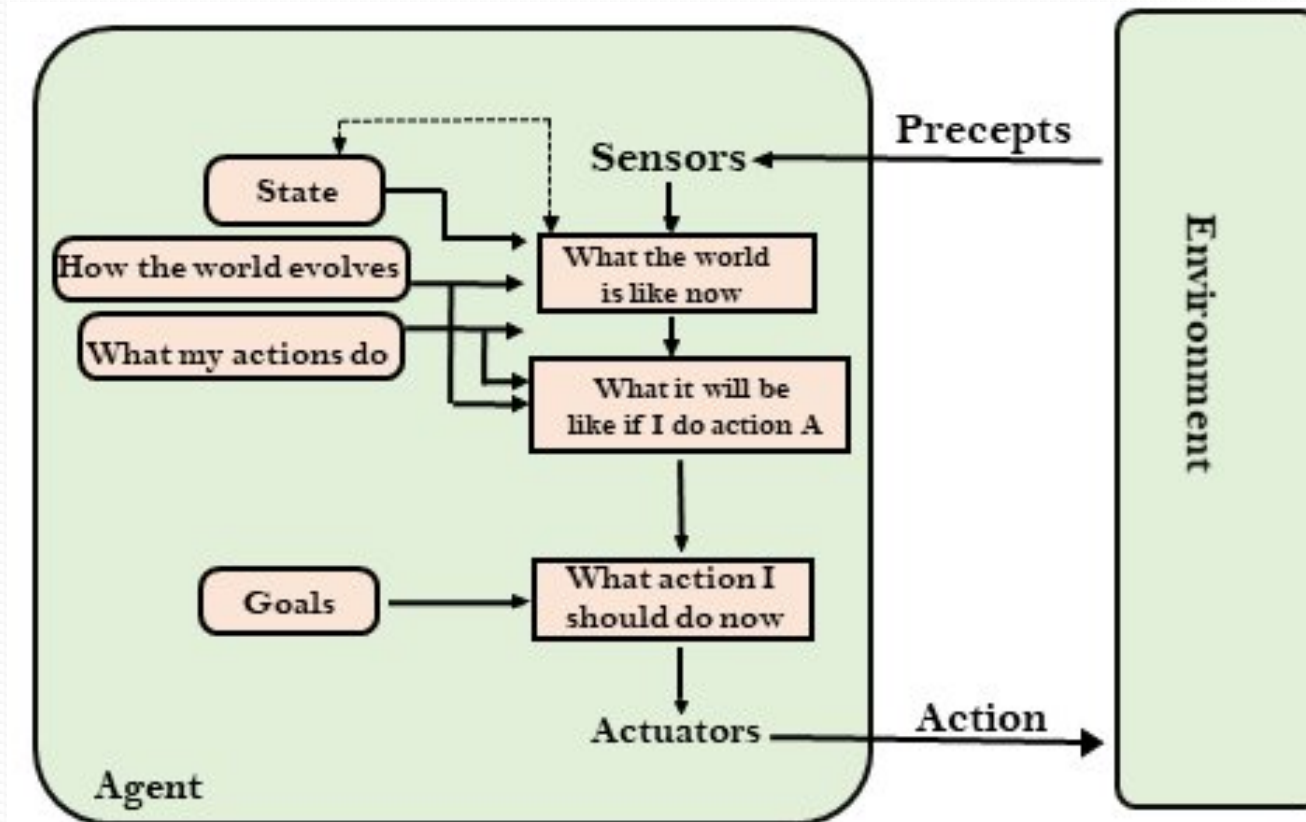 Precepts
Sensors
State
What the world
is like now
How the world evolves
What my actions do
What it will be
like if I do action A
Environment
Goals
What action I
should do now
Actuators
Action
Agent